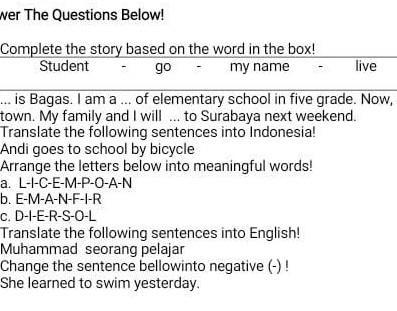 wer The Questions Below!
Complete the story based on the word in the box!
Student - go - my name - live
... is Bagas. I am a ... of elementary school in five grade. Now,
town. My family and I will ... to Surabaya next weekend.
Translate the following sentences into Indonesia!
Andi goes to school by bicycle
Arrange the letters below into meaningful words!
a. L-I-C-E-M-P-O-A-N
b. E-M-A-N-F-I-R
c. D-I-E-R-S-O-L
Translate the following sentences into English!
Muhammad seorang pelajar
Change the sentence bellowinto negative (-) !
She learned to swim yesterday.